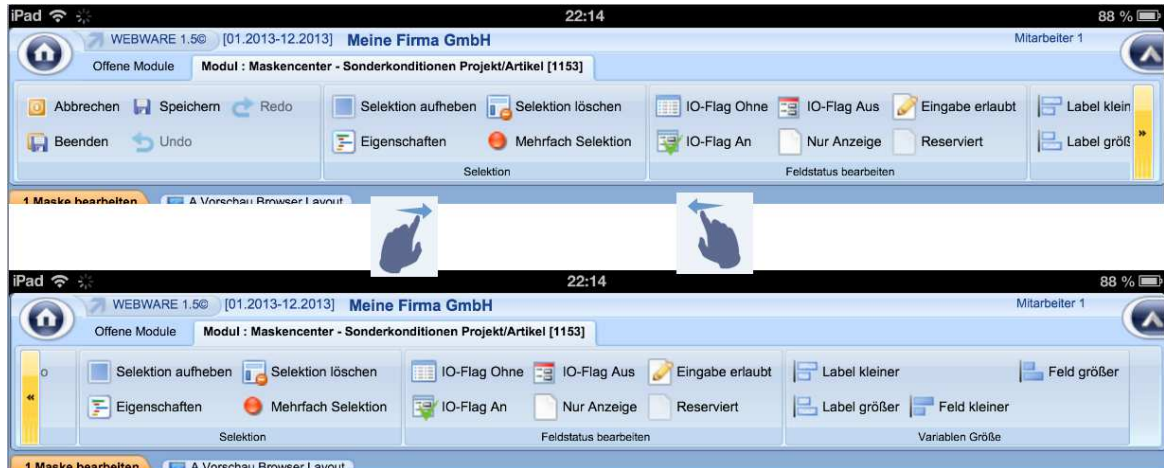 iPad 22:14 88 %
WEBWARE 1.5© [01.2013-12.2013] Meine Firma GmbH Mitarbeiter 1
Offene Module Modul : Maskencenter - Sonderkonditionen Projekt/Artikel [1153]
Abbrechen Speichern Redo Selektion aufheben Selektion löschen IO-Flag Ohne IO-Flag Aus Eingabe erlaubt Label klein
Beenden Undo Eigenschaften Mehrfach Selektion IO-Flag An Nur Anzeige Reserviert Label größ »
Selektion Feldstatus bearbeiten
1 Maske bearbeiten A Vorschau Browser Layout
iPad 22:14 88 %
WEBWARE 1.5© [01.2013-12.2013] Meine Firma GmbH Mitarbeiter 1
Offene Module Modul : Maskencenter - Sonderkonditionen Projekt/Artikel [1153]
o Selektion aufheben Selektion löschen IO-Flag Ohne IO-Flag Aus Eingabe erlaubt Label kleiner Feld größer
« Eigenschaften Mehrfach Selektion IO-Flag An Nur Anzeige Reserviert Label größer Feld kleiner
Selektion Feldstatus bearbeiten Variablen Größe
1 Maske bearbeiten A Vorschau Browser Layout